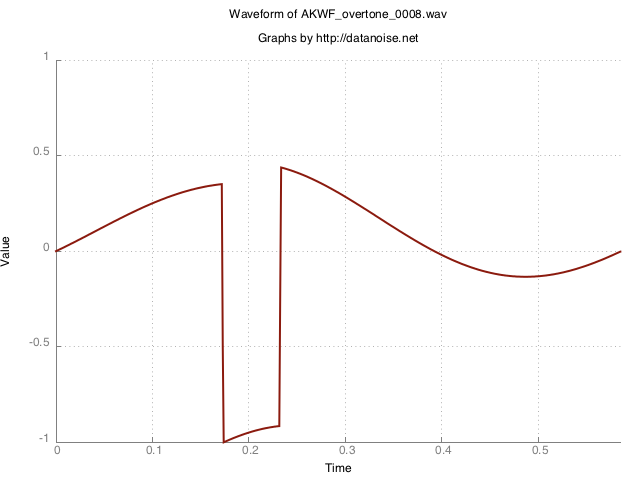 Waveform of AKWF_overtone_0008.wav
Graphs by http://datanoise.net
1
0.5
0
-0.5
-1
Value
0 0.1 0.2 0.3 0.4 0.5
Time